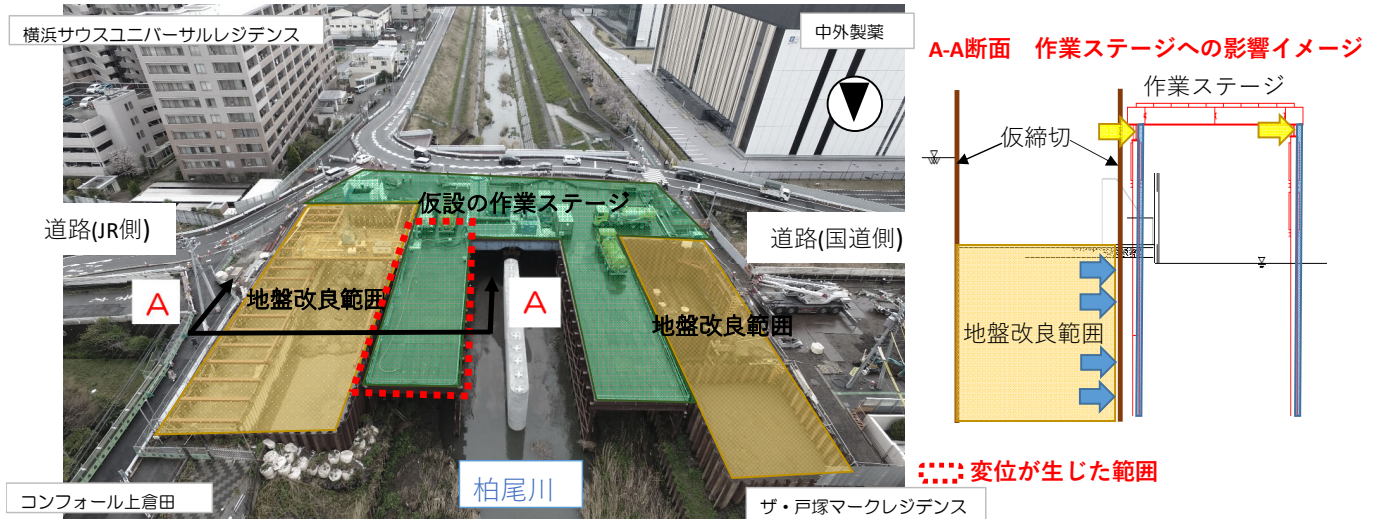 横浜サウスユニバーサルレジデンス
中外製薬
A-A断面 作業ステージへの影響イメージ
作業ステージ
仮締切
仮設の作業ステージ
道路(JR側)
道路(国道側)
A
A
地盤改良範囲
地盤改良範囲
地盤改良範囲
変位が生じた範囲
柏尾川
コンフォール上倉田
ザ・戸塚マークレジデンス